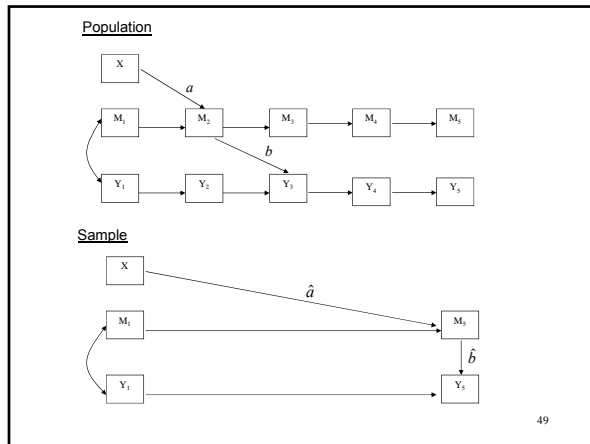 Population
X
a
M₁ M₂ M₃ M₄ M₅
b
Y₁ Y₂ Y₃ Y₄ Y₅
Sample
X
â
M₁ M₅
b̂
Y₁ Y₅
49